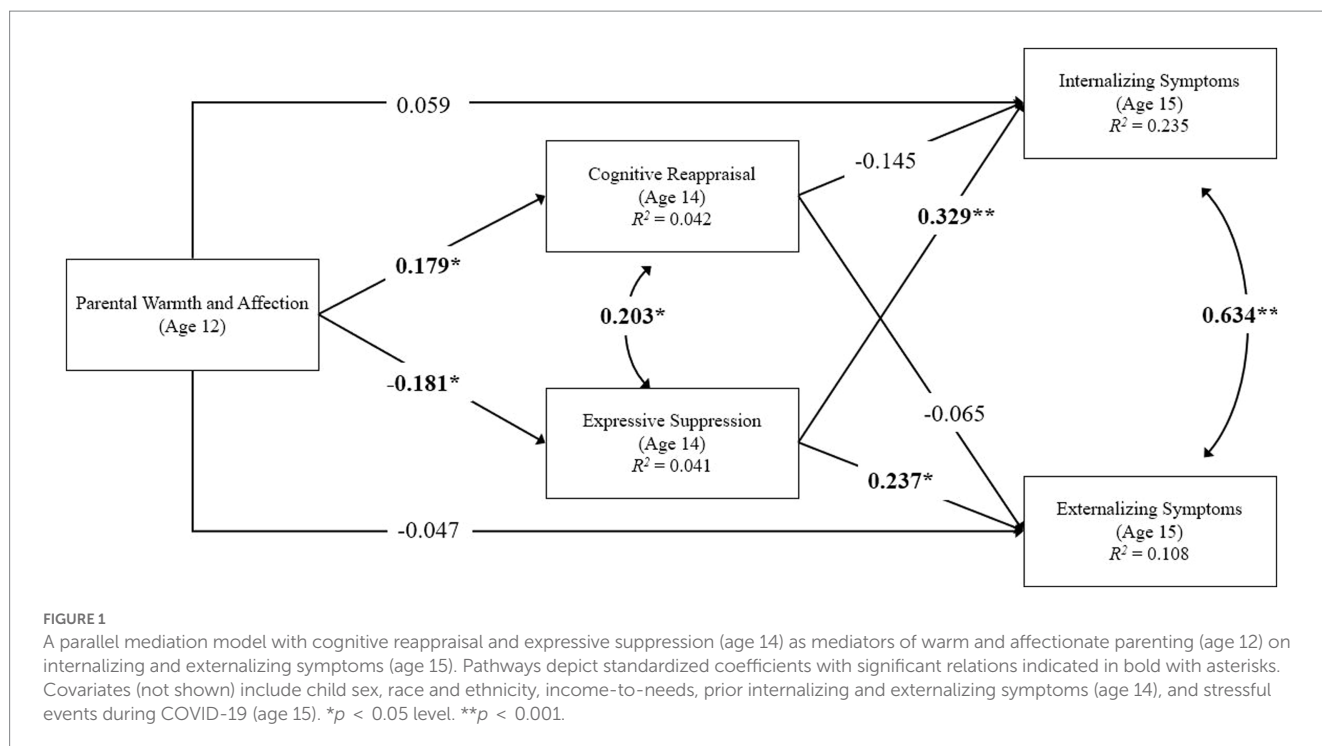 Internalizing Symptoms
(Age 15)
R² = 0.235
0.059
Cognitive Reappraisal
(Age 14)
R² = 0.042
-0.145
0.329**
0.179*
Parental Warmth and Affection
(Age 12)
0.203*
0.634**
-0.181*
Expressive Suppression
(Age 14)
R² = 0.041
-0.065
0.237*
-0.047
Externalizing Symptoms
(Age 15)
R² = 0.108
FIGURE 1
A parallel mediation model with cognitive reappraisal and expressive suppression (age 14) as mediators of warm and affectionate parenting (age 12) on
internalizing and externalizing symptoms (age 15). Pathways depict standardized coefficients with significant relations indicated in bold with asterisks.
Covariates (not shown) include child sex, race and ethnicity, income-to-needs, prior internalizing and externalizing symptoms (age 14), and stressful
events during COVID-19 (age 15). *p < 0.05 level. **p < 0.001.